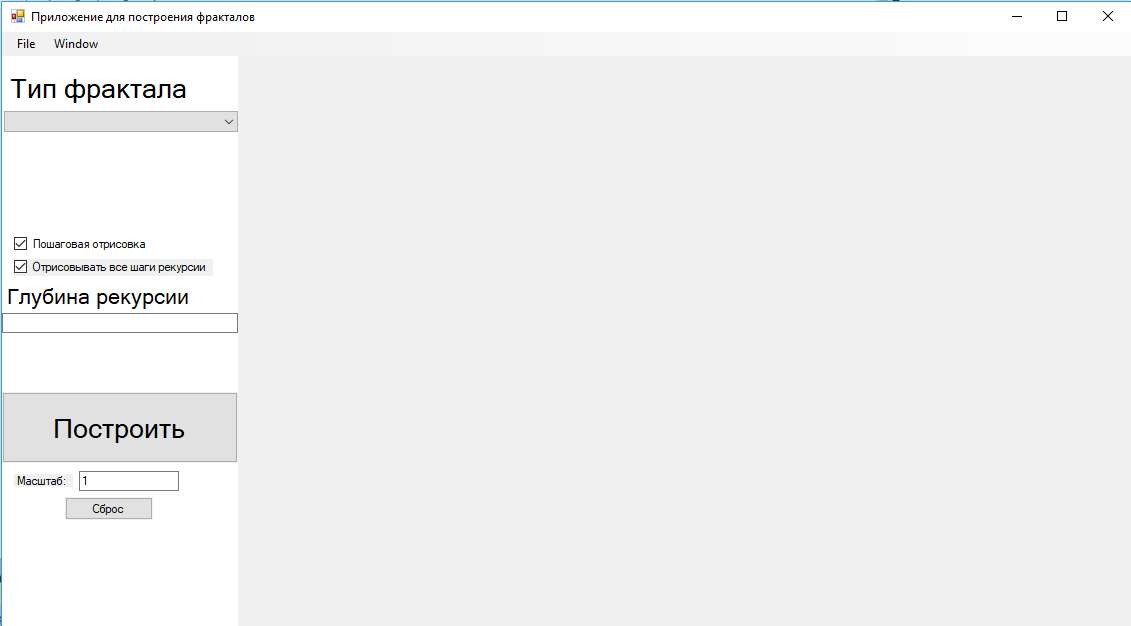 Приложение для построения фракталов
File Window
Тип фрактала
Пошаговая отрисовка
Отрисовывать все шаги рекурсии
Глубина рекурсии
Построить
Масштаб: 1
Сброс